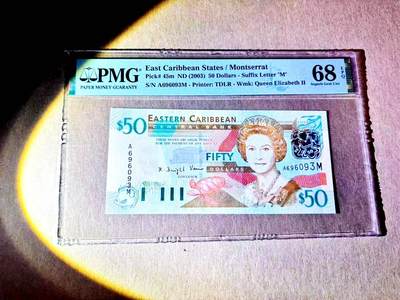 PMG
PAPER MONEY GUARANTY
East Caribbean States / Montserrat
Pick# 45m ND (2003) 50 Dollars - Suffix Letter 'M'
S/N A696093M - Printer: TDLR - Wmk: Queen Elizabeth II
68 EPQ
Superb Gem Unc
$50
EASTERN CARIBBEAN
CENTRAL BANK
FIFTY
DOLLARS
A696093M
A696093M
$50